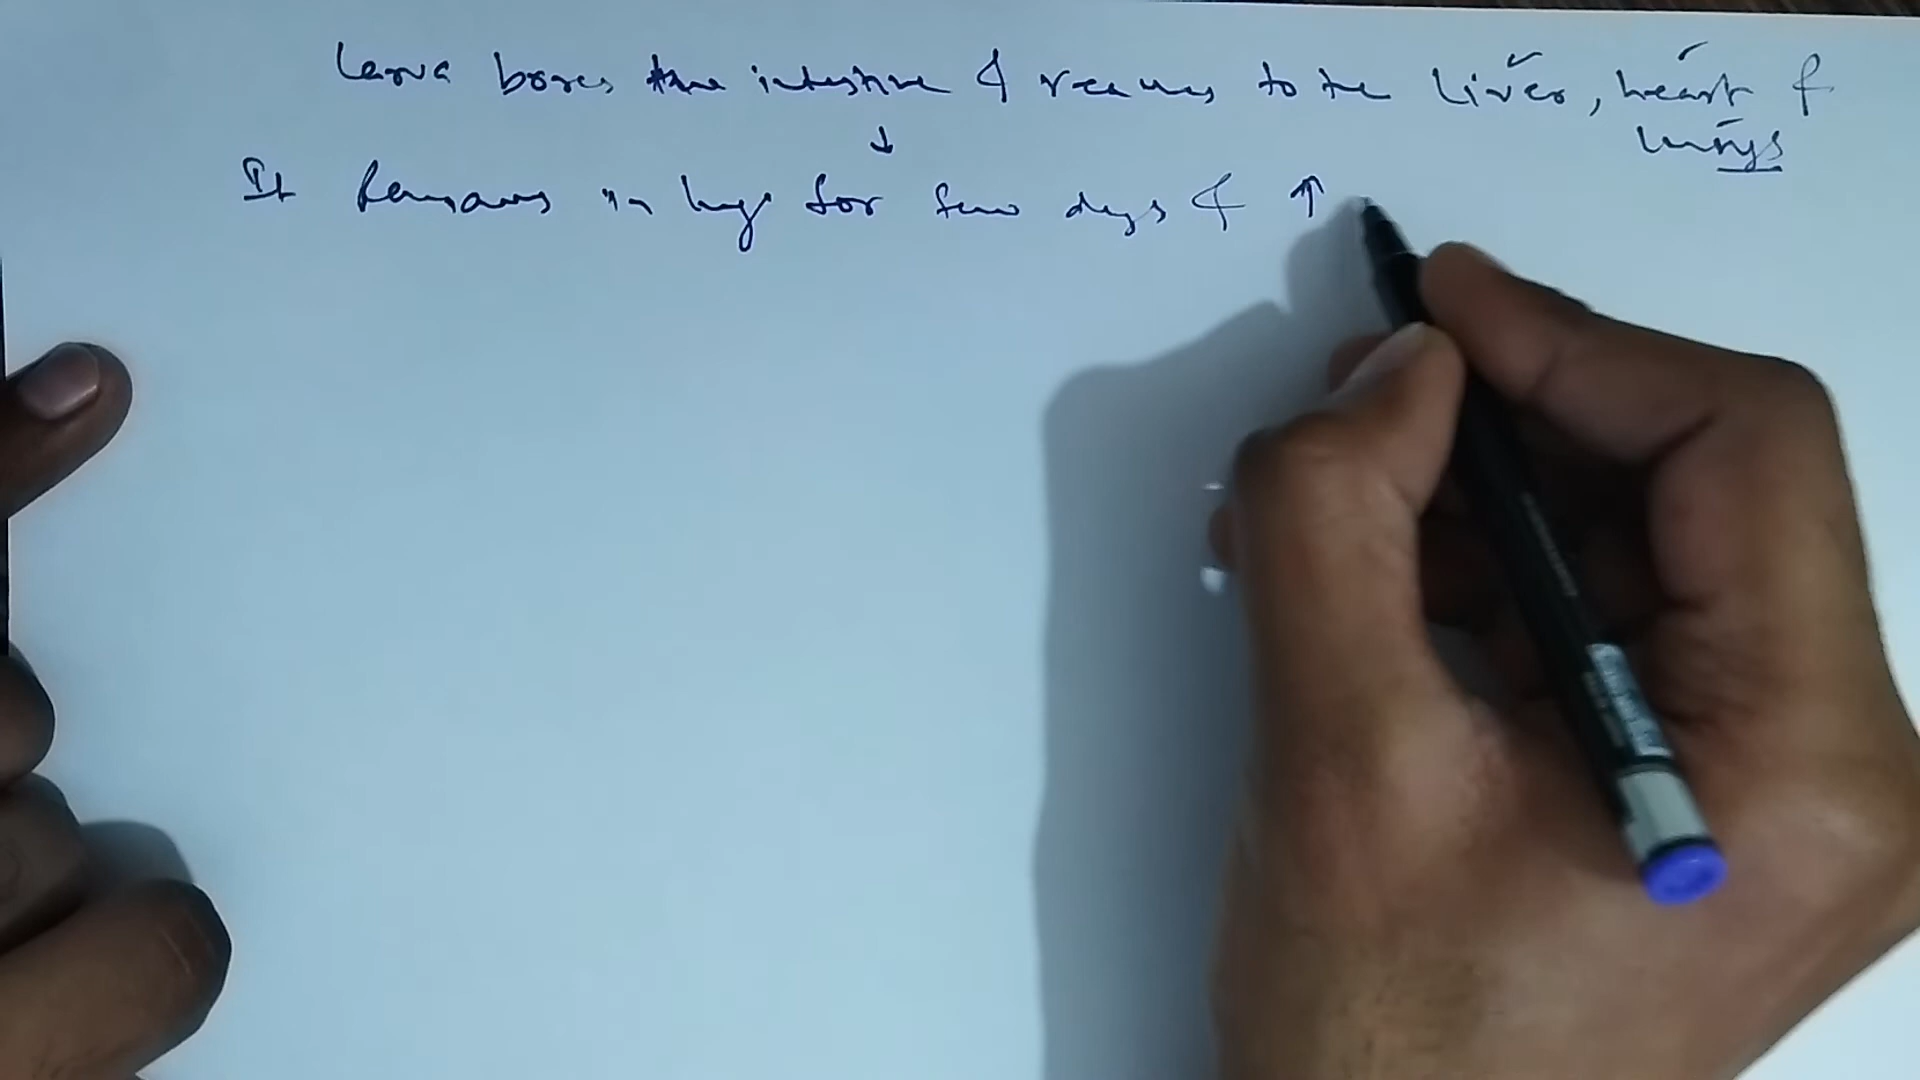 Larva bores the intestine & reaches to the Liver, heart &
lungs
↓
It Remains in lungs for few days & ↑